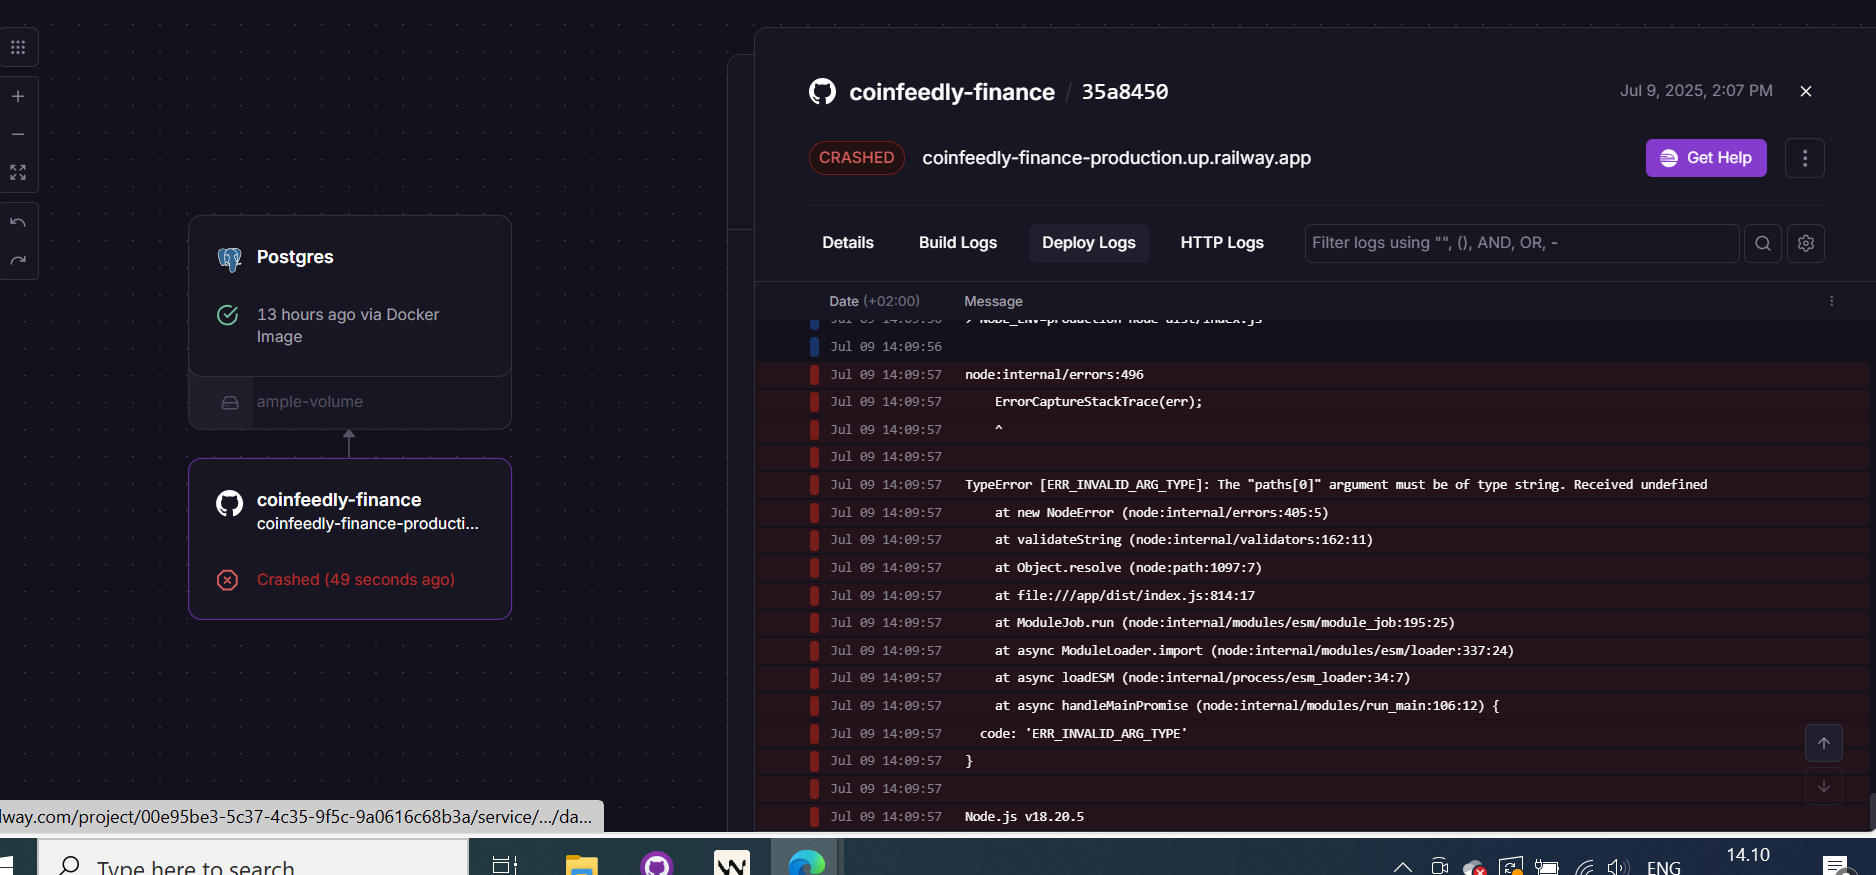 Postgres
13 hours ago via Docker
Image
ample-volume
coinfeedly-finance
coinfeedly-finance-producti...
Crashed (49 seconds ago)
coinfeedly-finance / 35a8450
Jul 9, 2025, 2:07 PM
CRASHED
coinfeedly-finance-production.up.railway.app
Get Help
Details
Build Logs
Deploy Logs
HTTP Logs
Filter logs using "", (), AND, OR, -
Date (+02:00) Message
Jul 09 14:09:56 > NODE_ENV=production node dist/index.js
Jul 09 14:09:56
Jul 09 14:09:57 node:internal/errors:496
Jul 09 14:09:57 ErrorCaptureStackTrace(err);
Jul 09 14:09:57 ^
Jul 09 14:09:57
Jul 09 14:09:57 TypeError [ERR_INVALID_ARG_TYPE]: The "paths[0]" argument must be of type string. Received undefined
Jul 09 14:09:57 at new NodeError (node:internal/errors:405:5)
Jul 09 14:09:57 at validateString (node:internal/validators:162:11)
Jul 09 14:09:57 at Object.resolve (node:path:1097:7)
Jul 09 14:09:57 at file:///app/dist/index.js:814:17
Jul 09 14:09:57 at ModuleJob.run (node:internal/modules/esm/module_job:195:25)
Jul 09 14:09:57 at async ModuleLoader.import (node:internal/modules/esm/loader:337:24)
Jul 09 14:09:57 at async loadESM (node:internal/process/esm_loader:34:7)
Jul 09 14:09:57 at async handleMainPromise (node:internal/modules/run_main:106:12) {
Jul 09 14:09:57 code: 'ERR_INVALID_ARG_TYPE'
Jul 09 14:09:57 }
Jul 09 14:09:57
Jul 09 14:09:57 Node.js v18.20.5
lway.com/project/00e95be3-5c37-4c35-9f5c-9a0616c68b3a/service/.../da...
Type here to search
ENG
14.10